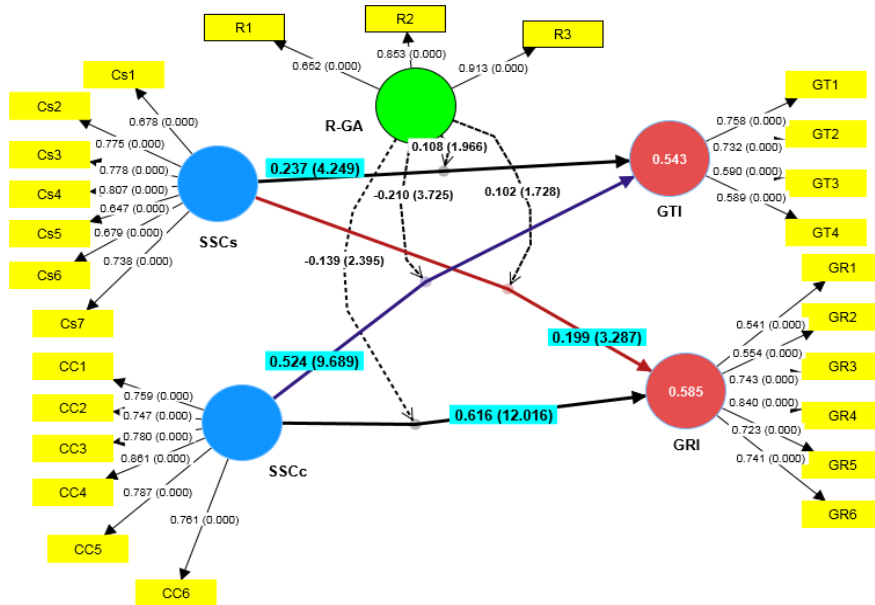 R1
R2
R3
0.652 (0.000)
0.853 (0.000)
0.913 (0.000)
R-GA
Cs1
Cs2
Cs3
Cs4
Cs5
Cs6
Cs7
0.678 (0.000)
0.775 (0.000)
0.778 (0.000)
0.807 (0.000)
0.647 (0.000)
0.679 (0.000)
0.738 (0.000)
SSCs
0.237 (4.249)
0.108 (1.966)
-0.210 (3.725)
0.102 (1.728)
-0.139 (2.395)
0.543
GTI
GT1
GT2
GT3
GT4
0.758 (0.000)
0.732 (0.000)
0.590 (0.000)
0.589 (0.000)
CC1
CC2
CC3
CC4
CC5
CC6
0.759 (0.000)
0.747 (0.000)
0.780 (0.000)
0.861 (0.000)
0.787 (0.000)
0.761 (0.000)
SSCc
0.524 (9.689)
0.199 (3.287)
0.616 (12.016)
0.585
GRI
GR1
GR2
GR3
GR4
GR5
GR6
0.541 (0.000)
0.554 (0.000)
0.743 (0.000)
0.840 (0.000)
0.723 (0.000)
0.741 (0.000)